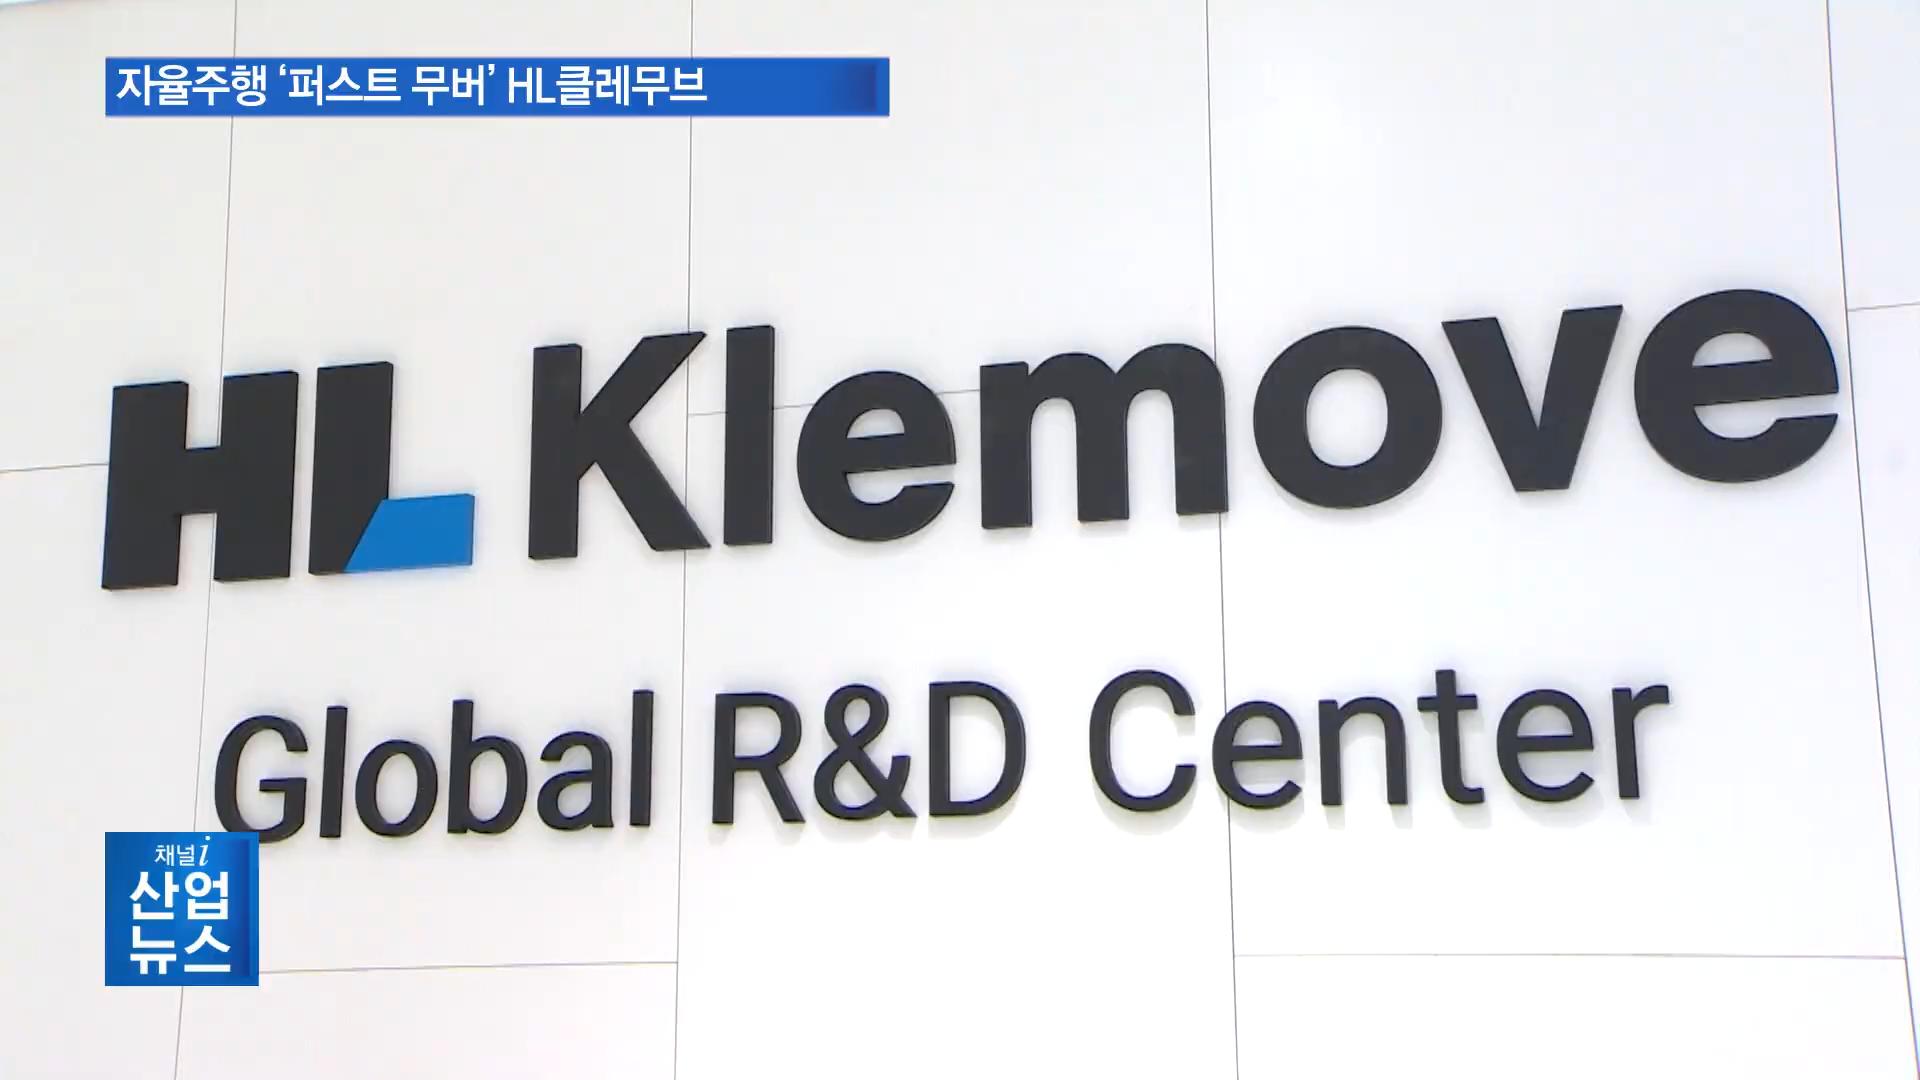 자율주행 ‘퍼스트 무버’ HL클레무브
HL Klemove
Global R&D Center
채널i
산업
뉴스